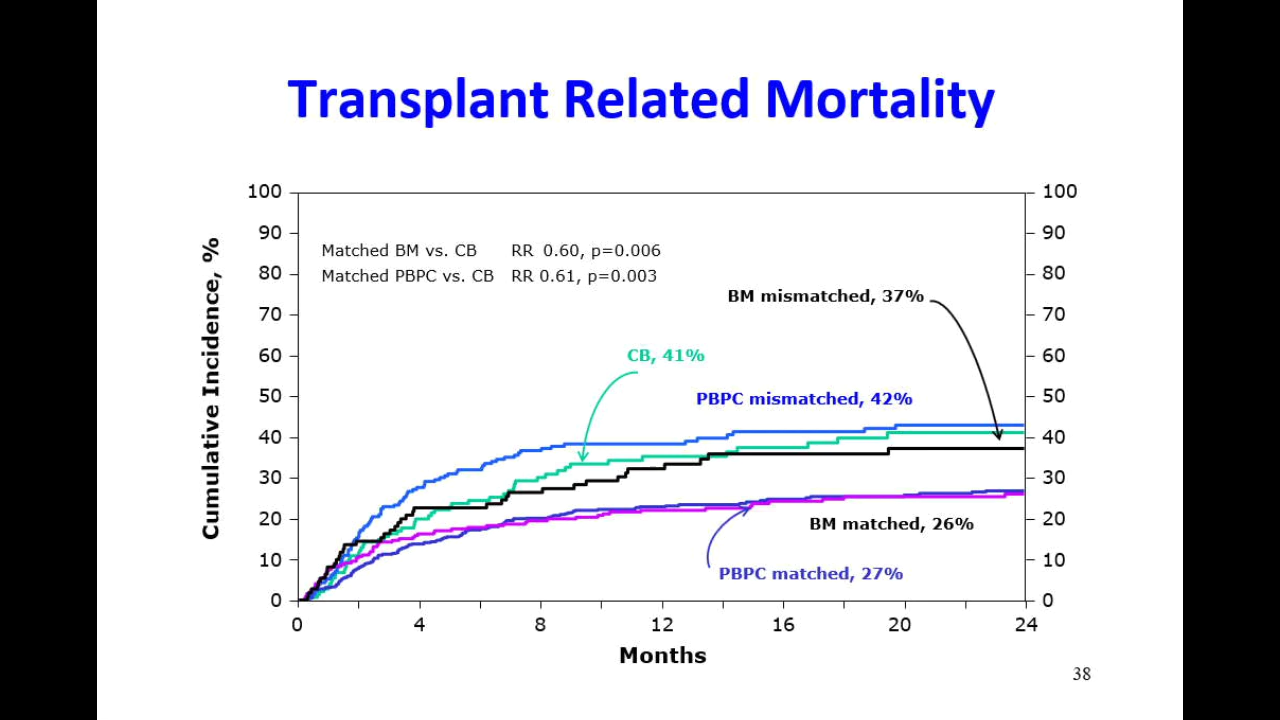 Transplant Related Mortality
Cumulative Incidence, %
100
90
80
70
60
50
40
30
20
10
0
Matched BM vs. CB RR 0.60, p=0.006
Matched PBPC vs. CB RR 0.61, p=0.003
BM mismatched, 37%
CB, 41%
PBPC mismatched, 42%
BM matched, 26%
PBPC matched, 27%
100
90
80
70
60
50
40
30
20
10
0
0 4 8 12 16 20 24
Months
38